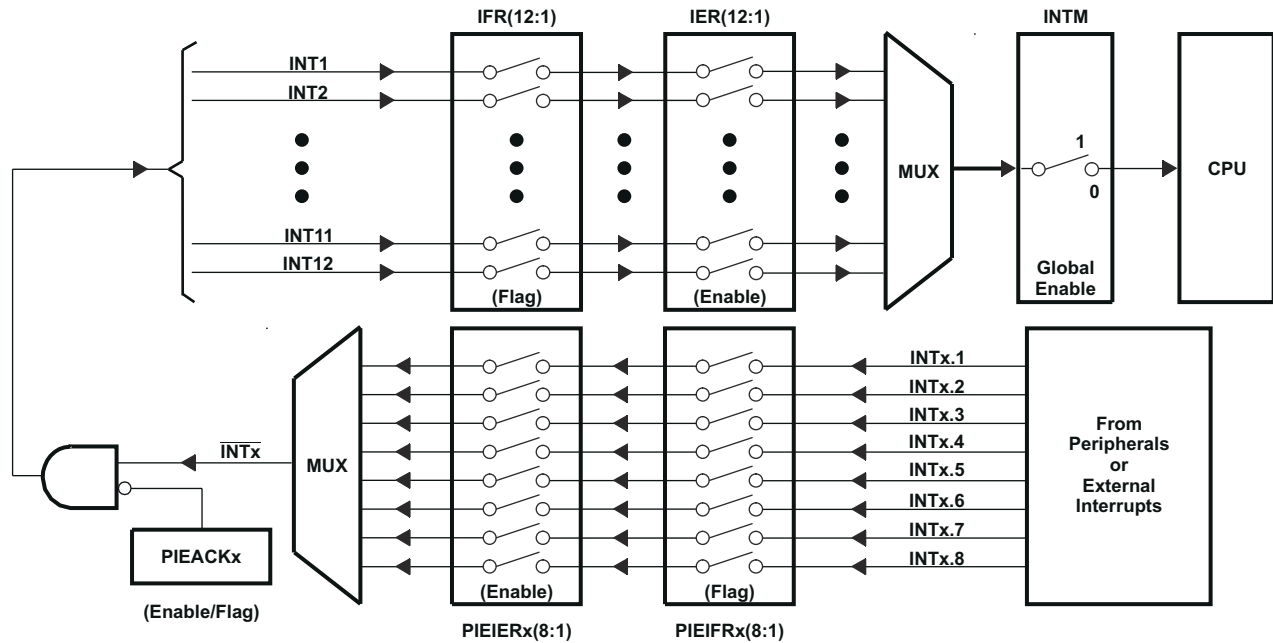 IFR(12:1)
IER(12:1)
INTM
INT1
INT2
1
MUX
CPU
0
INT11
INT12
Global
Enable
(Flag)
(Enable)
INTx.1
INTx.2
INTx.3
INTx.4
INTx.5
INTx.6
INTx.7
INTx.8
From
Peripherals
or
External
Interrupts
INTx
MUX
PIEACKx
(Enable/Flag)
(Enable)
(Flag)
PIEIERx(8:1)
PIEIFRx(8:1)